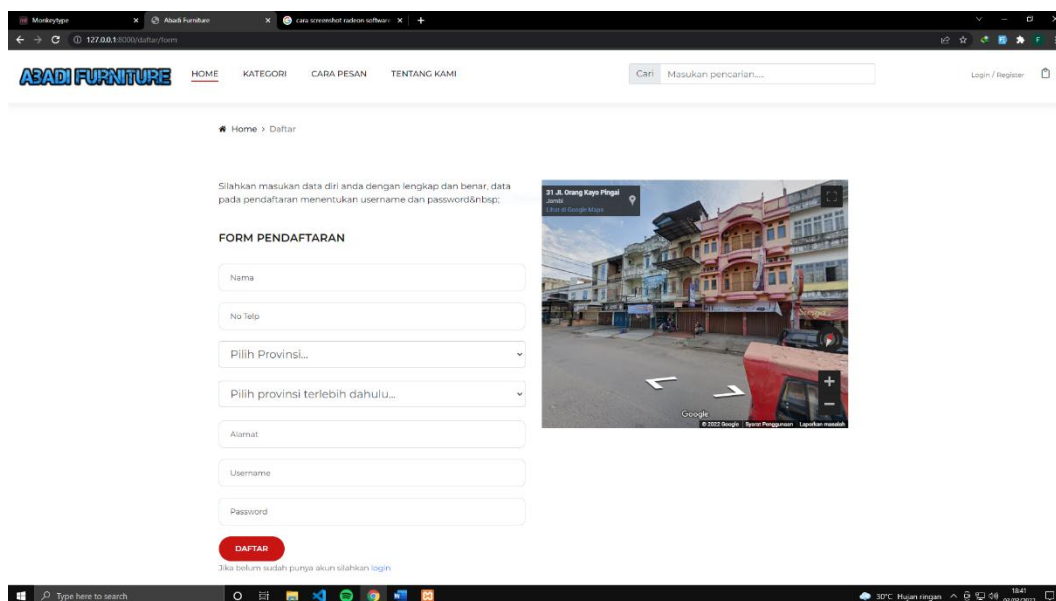 Monkeytype
Abadi Furniture
cara screenshot radeon software
127.0.0.1:8000/daftar/form
ABADI FURNITURE
HOME
KATEGORI
CARA PESAN
TENTANG KAMI
Cari
Masukan pencarian.....
Login / Register
Home > Daftar
Silahkan masukan data diri anda dengan lengkap dan benar, data
pada pendaftaran menentukan username dan password&nbsp;
FORM PENDAFTARAN
Nama
No Telp
Pilih Provinsi...
Pilih provinsi terlebih dahulu...
Alamat
Username
Password
DAFTAR
Jika belum sudah punya akun silahkan login
31 Jl. Orang Kayo Pingai
Jambi
Lihat di Google Maps
Google
© 2022 Google
Syarat Penggunaan
Laporkan masalah
Type here to search
30°C Hujan ringan
18:41